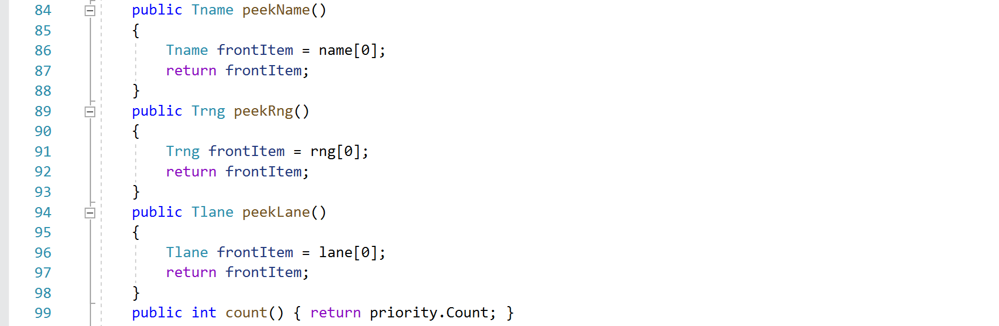 84 public Tname peekName()
85 {
86 Tname frontItem = name[0];
87 return frontItem;
88 }
89 public Trng peekRng()
90 {
91 Trng frontItem = rng[0];
92 return frontItem;
93 }
94 public Tlane peekLane()
95 {
96 Tlane frontItem = lane[0];
97 return frontItem;
98 }
99 public int count() { return priority.Count; }